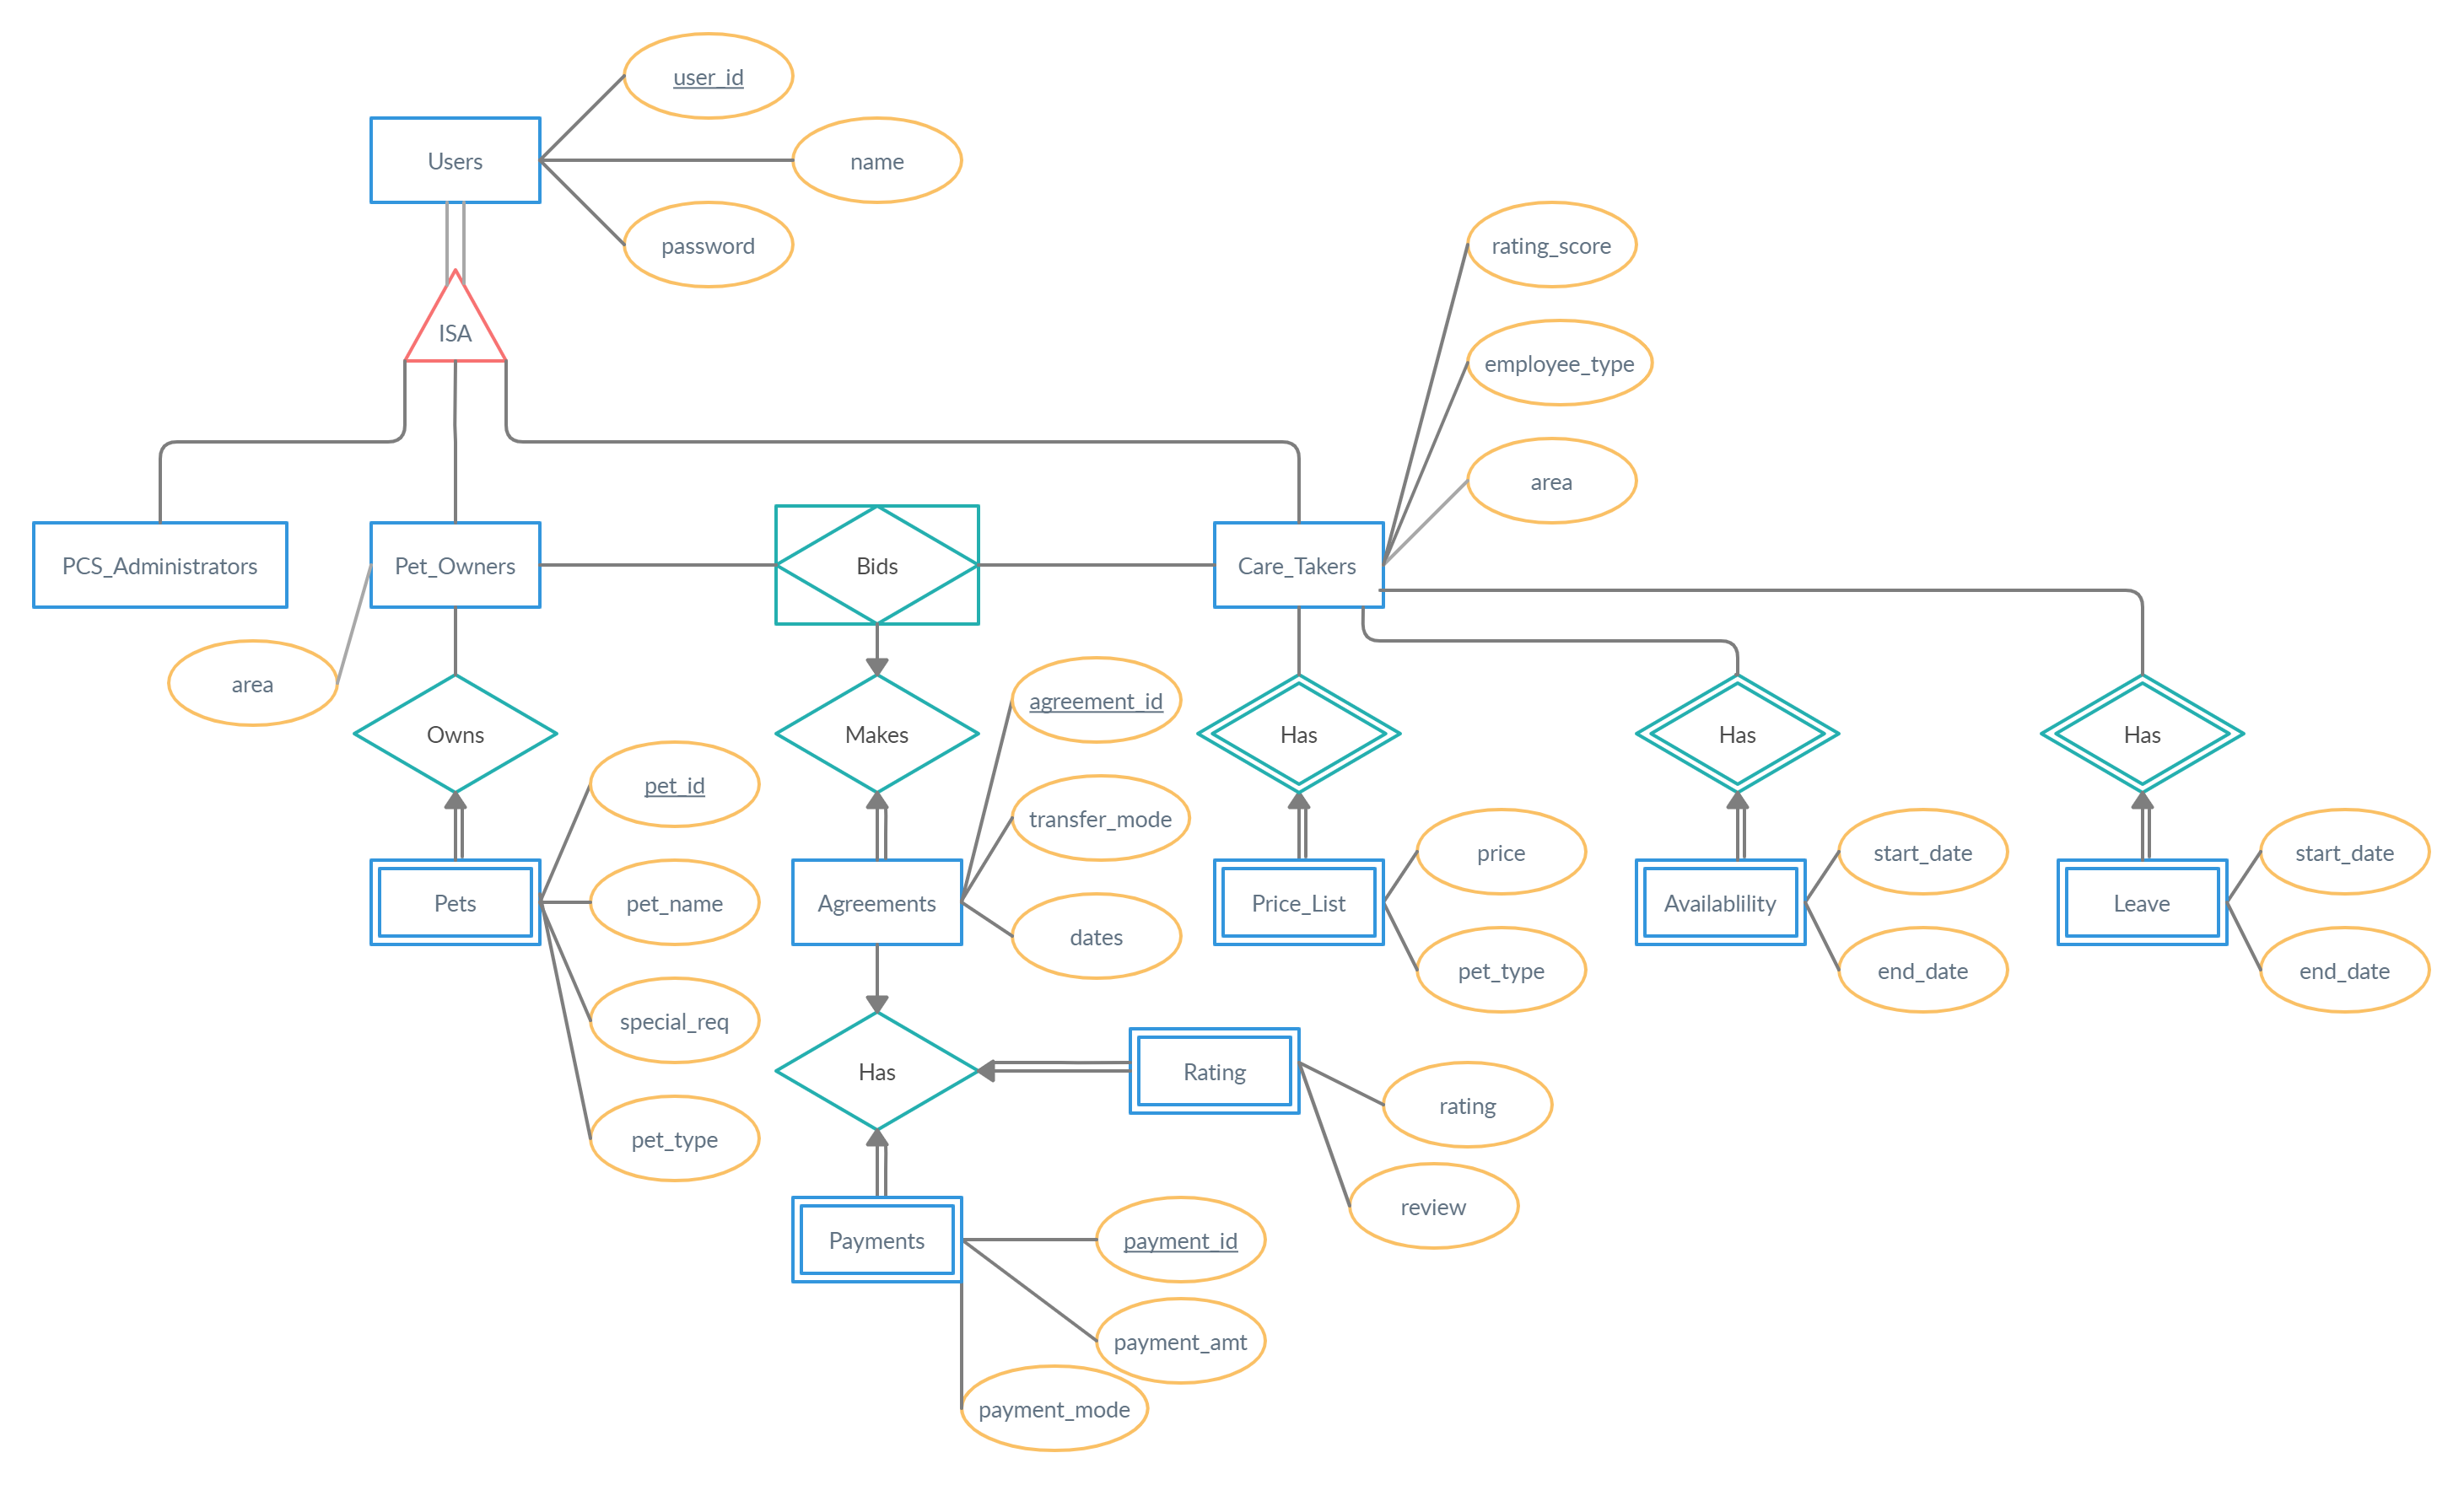 user_id
Users
name
password
rating_score
ISA
employee_type
area
PCS_Administrators
Pet_Owners
Bids
Care_Takers
area
agreement_id
Owns
Makes
Has
Has
Has
pet_id
transfer_mode
price
start_date
start_date
Pets
pet_name
Agreements
dates
Price_List
Availablility
Leave
pet_type
end_date
end_date
special_req
Has
Rating
rating
pet_type
review
Payments
payment_id
payment_amt
payment_mode